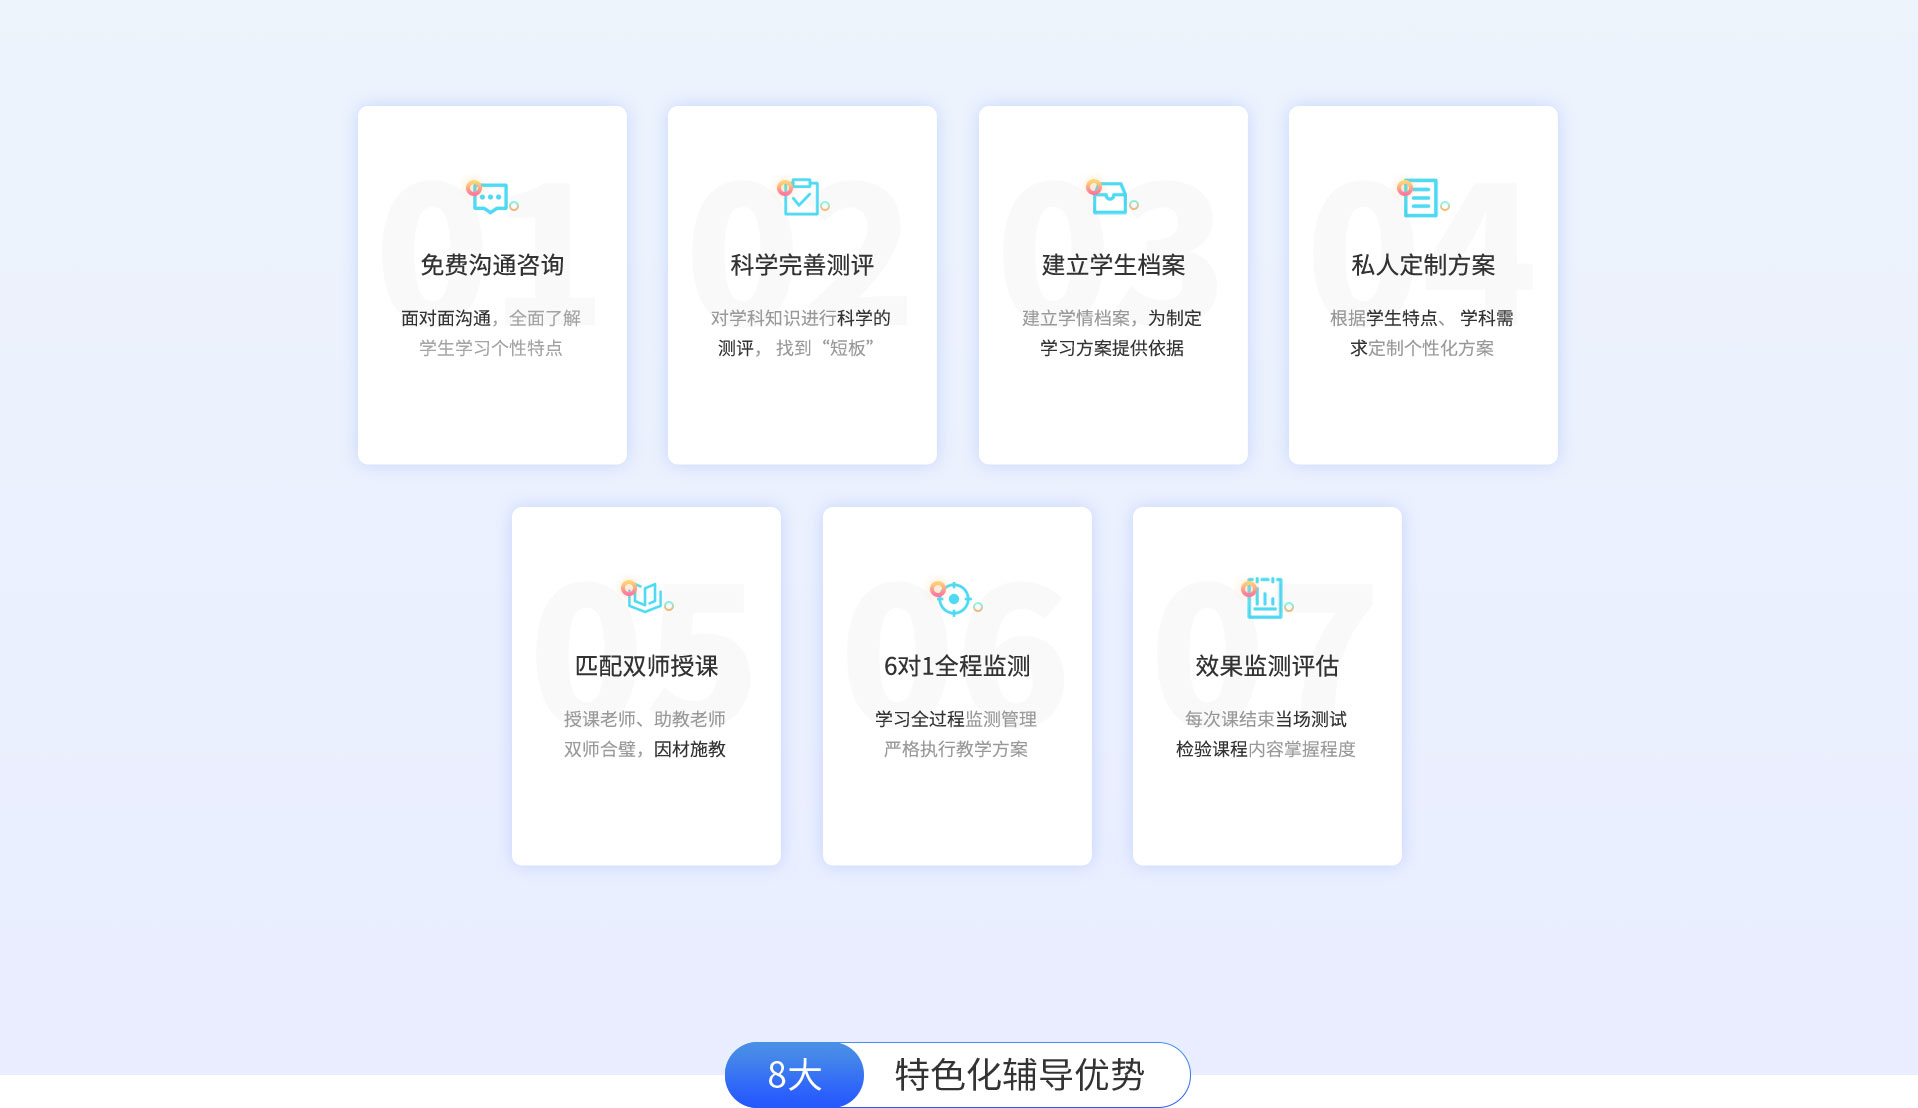 01
免费沟通咨询
面对面沟通，全面了解
学生学习个性特点
02
科学完善测评
对学科知识进行科学的
测评， 找到“短板”
03
建立学生档案
建立学情档案，为制定
学习方案提供依据
04
私人定制方案
根据学生特点、 学科需
求定制个性化方案
05
匹配双师授课
授课老师、助教老师
双师合璧，因材施教
06
6对1全程监测
学习全过程监测管理
严格执行教学方案
07
效果监测评估
每次课结束当场测试
检验课程内容掌握程度
8大 特色化辅导优势